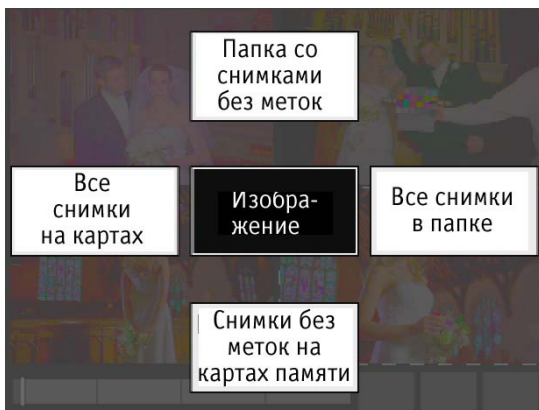 Папка со
снимками
без меток
Все
снимки
на картах
Изобра-
жение
Все снимки
в папке
Снимки без
меток на
картах памяти